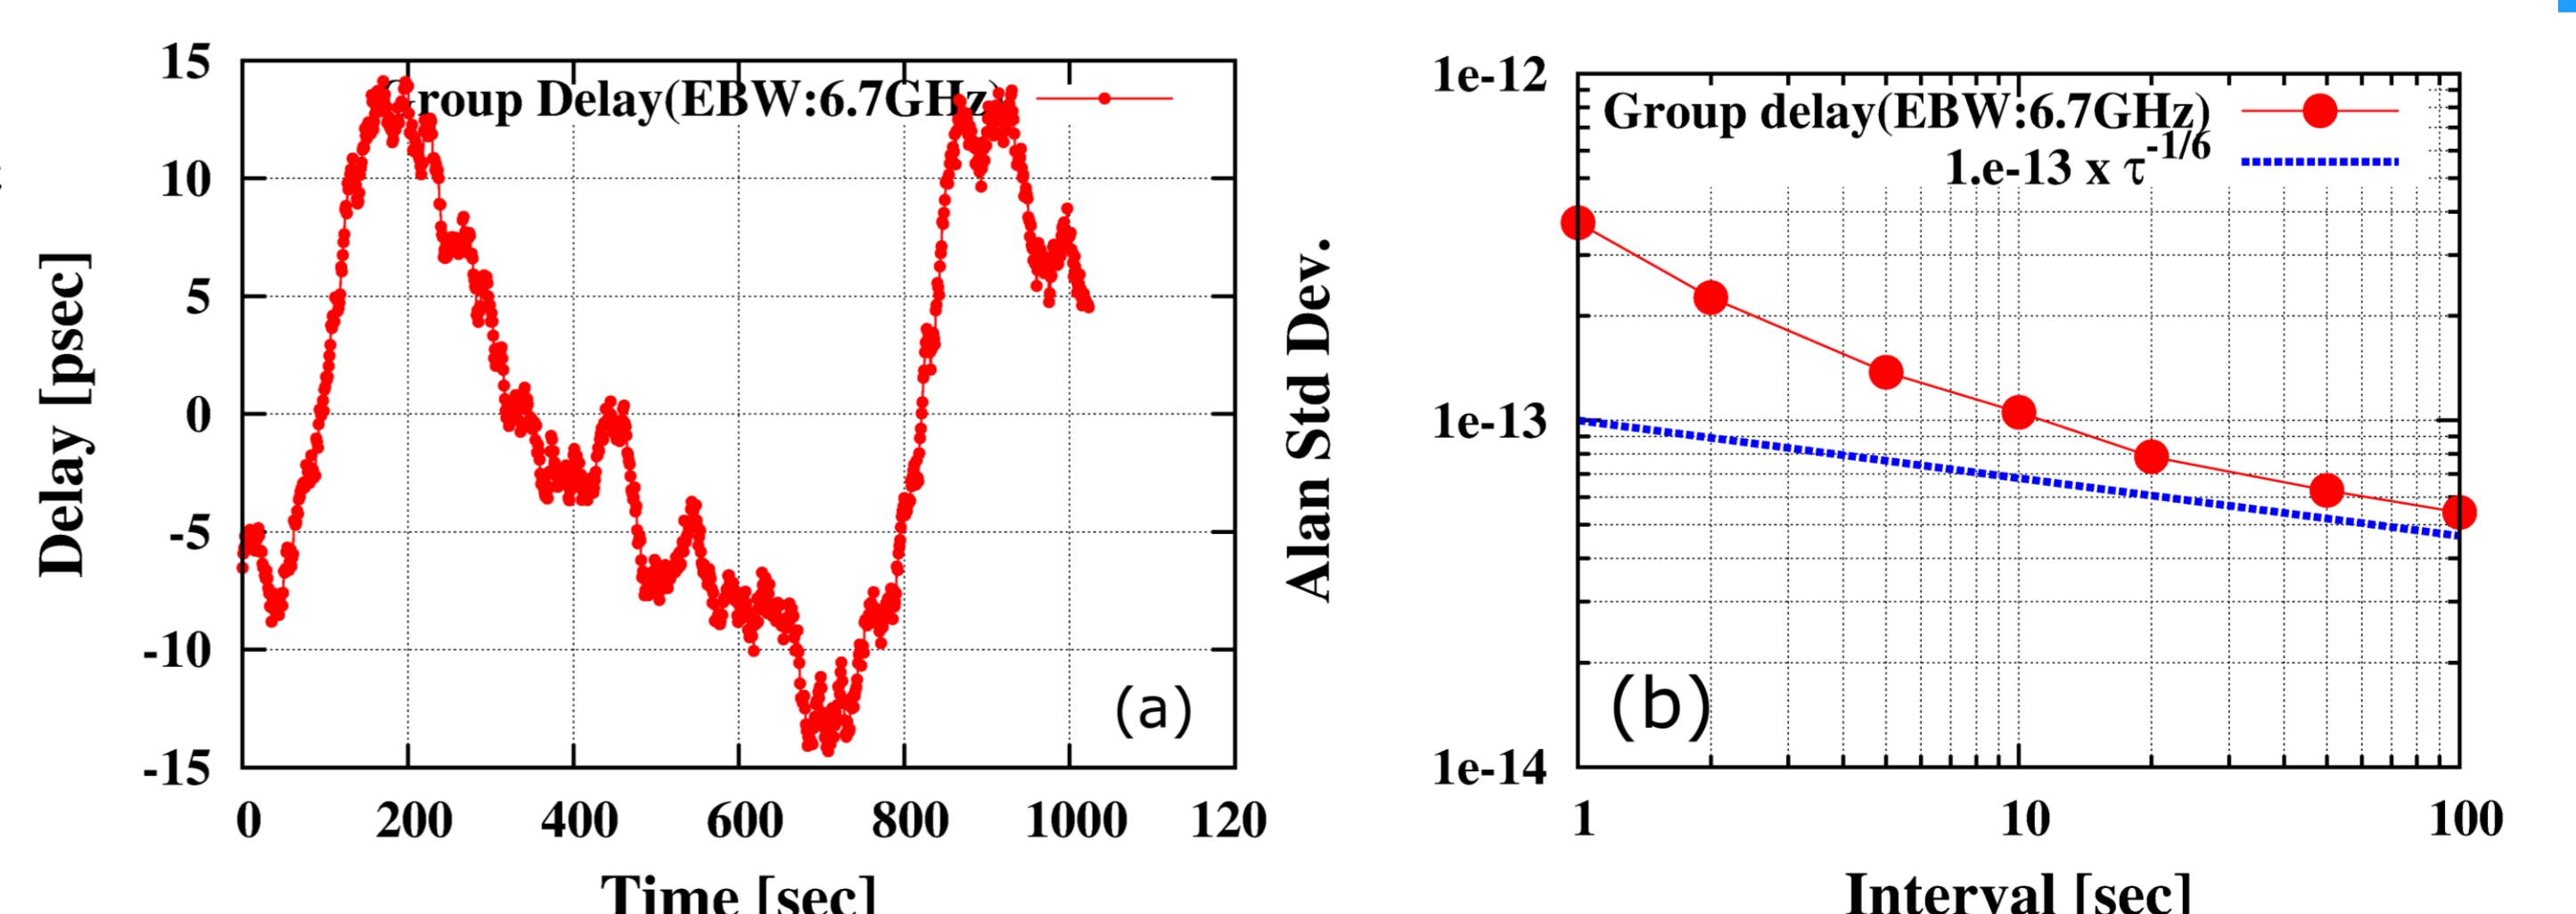 15
10
5
0
-5
-10
-15
Delay [psec]
Group Delay(EBW:6.7GHz)
(a)
0 200 400 600 800 1000 120
Time [sec]
1e-12
1e-13
1e-14
Alan Std Dev.
Group delay(EBW:6.7GHz)
1.e-13 x τ-1/6
(b)
1 10 100
Interval [sec]